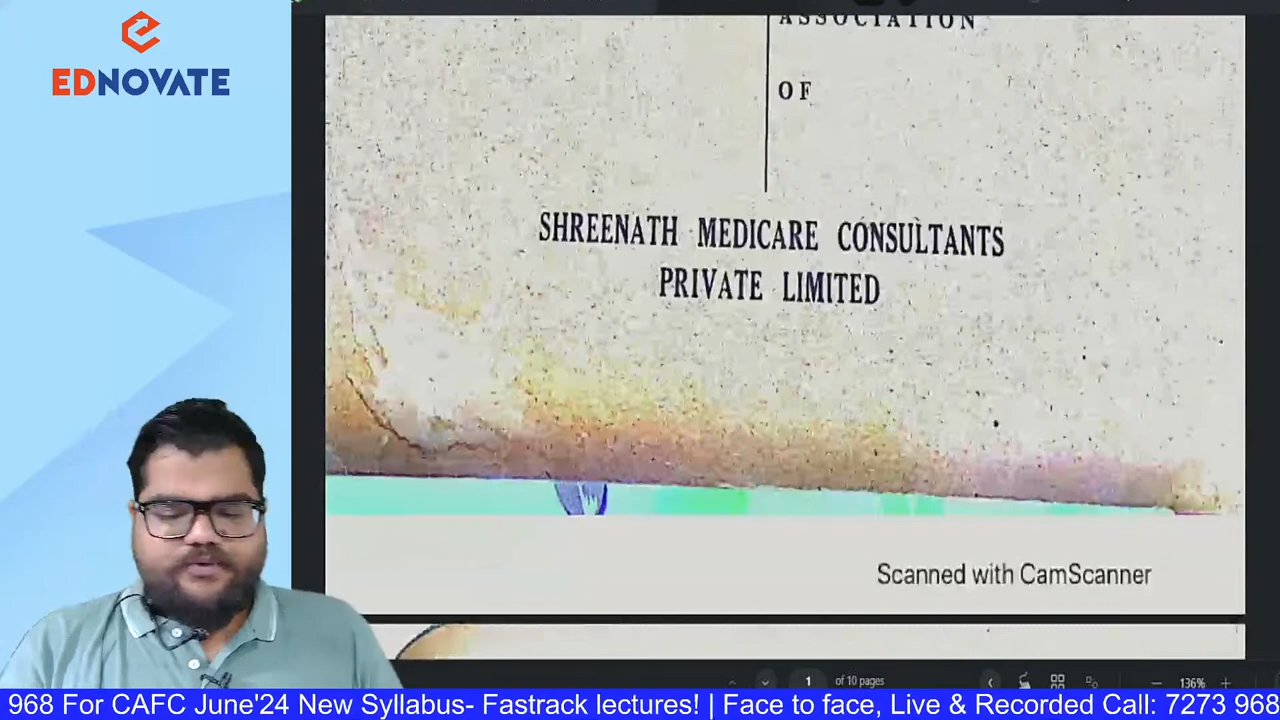 EDNOVATE
ASSOCIATION
OF
SHREENATH MEDICARE CONSULTANTS
PRIVATE LIMITED
Scanned with CamScanner
1 of 10 pages
136%
968 For CAFC June'24 New Syllabus- Fastrack lectures! | Face to face, Live & Recorded Call: 7273 968